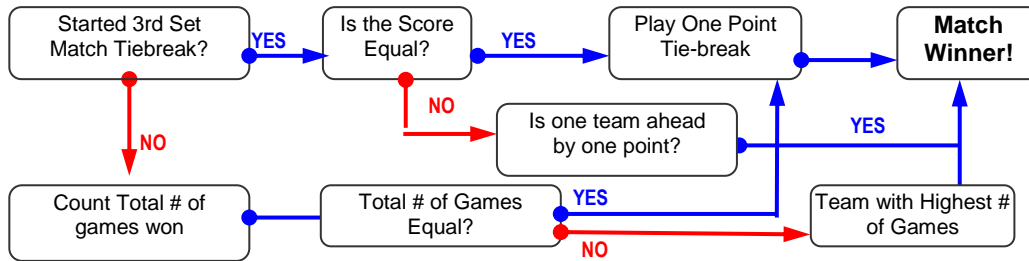 Started 3rd Set
Match Tiebreak?
YES
Is the Score
Equal?
YES
Play One Point
Tie-break
Match
Winner!
NO
NO
Is one team ahead
by one point?
YES
Count Total # of
games won
Total # of Games
Equal?
YES
NO
Team with Highest #
of Games